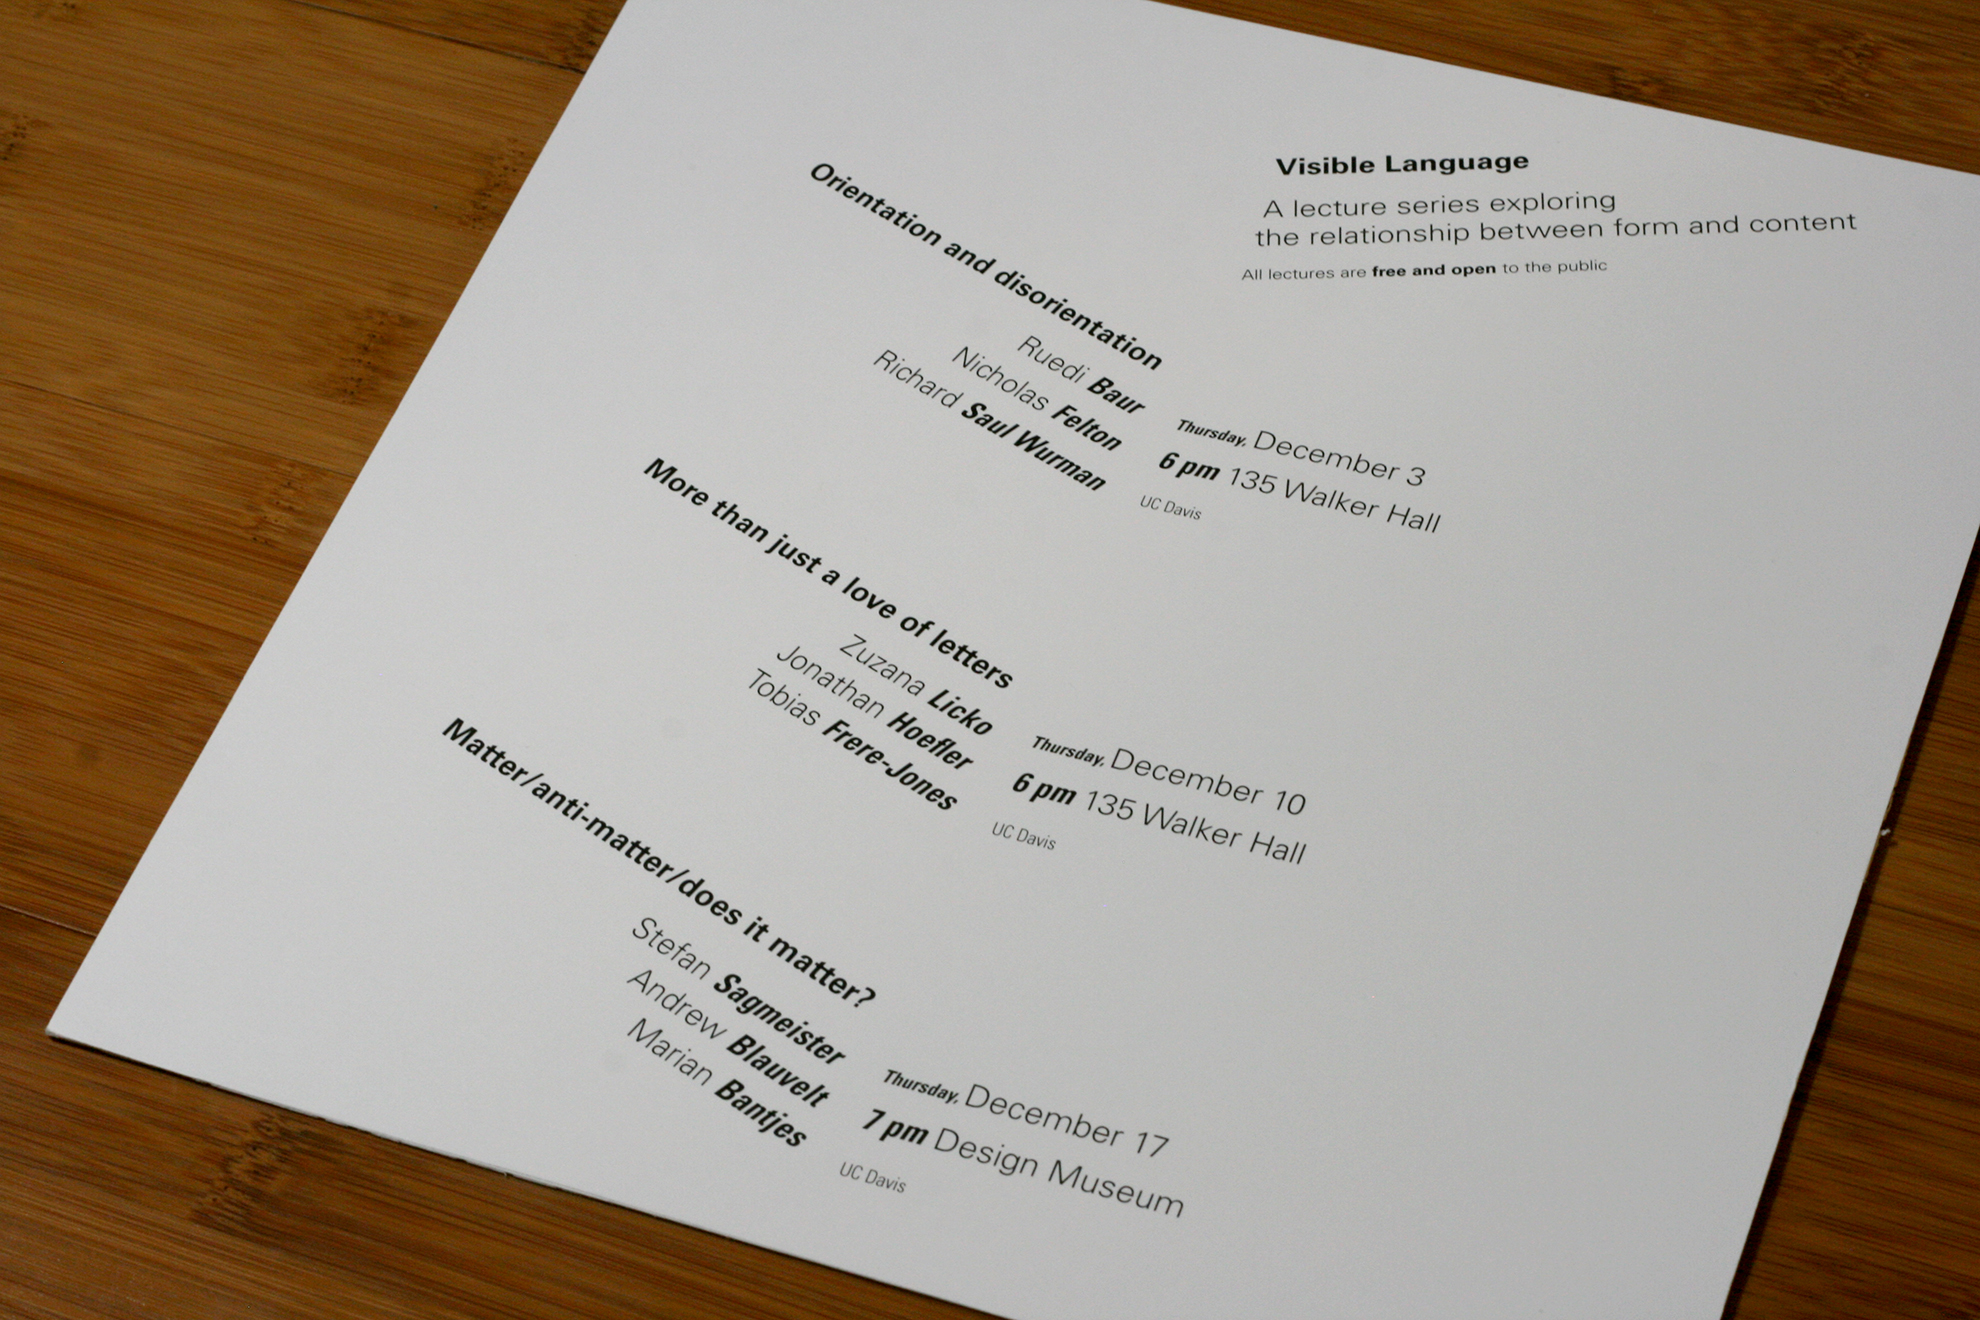 Visible Language
A lecture series exploring
the relationship between form and content
All lectures are free and open to the public
Orientation and disorientation
Ruedi Baur
Nicholas Felton
Richard Saul Wurman
Thursday, December 3
6 pm 135 Walker Hall
UC Davis
More than just a love of letters
Zuzana Licko
Jonathan Hoefler
Tobias Frere-Jones
Thursday, December 10
6 pm 135 Walker Hall
UC Davis
Matter/anti-matter/does it matter?
Stefan Sagmeister
Andrew Blauvelt
Marian Bantjes
Thursday, December 17
7 pm Design Museum
UC Davis